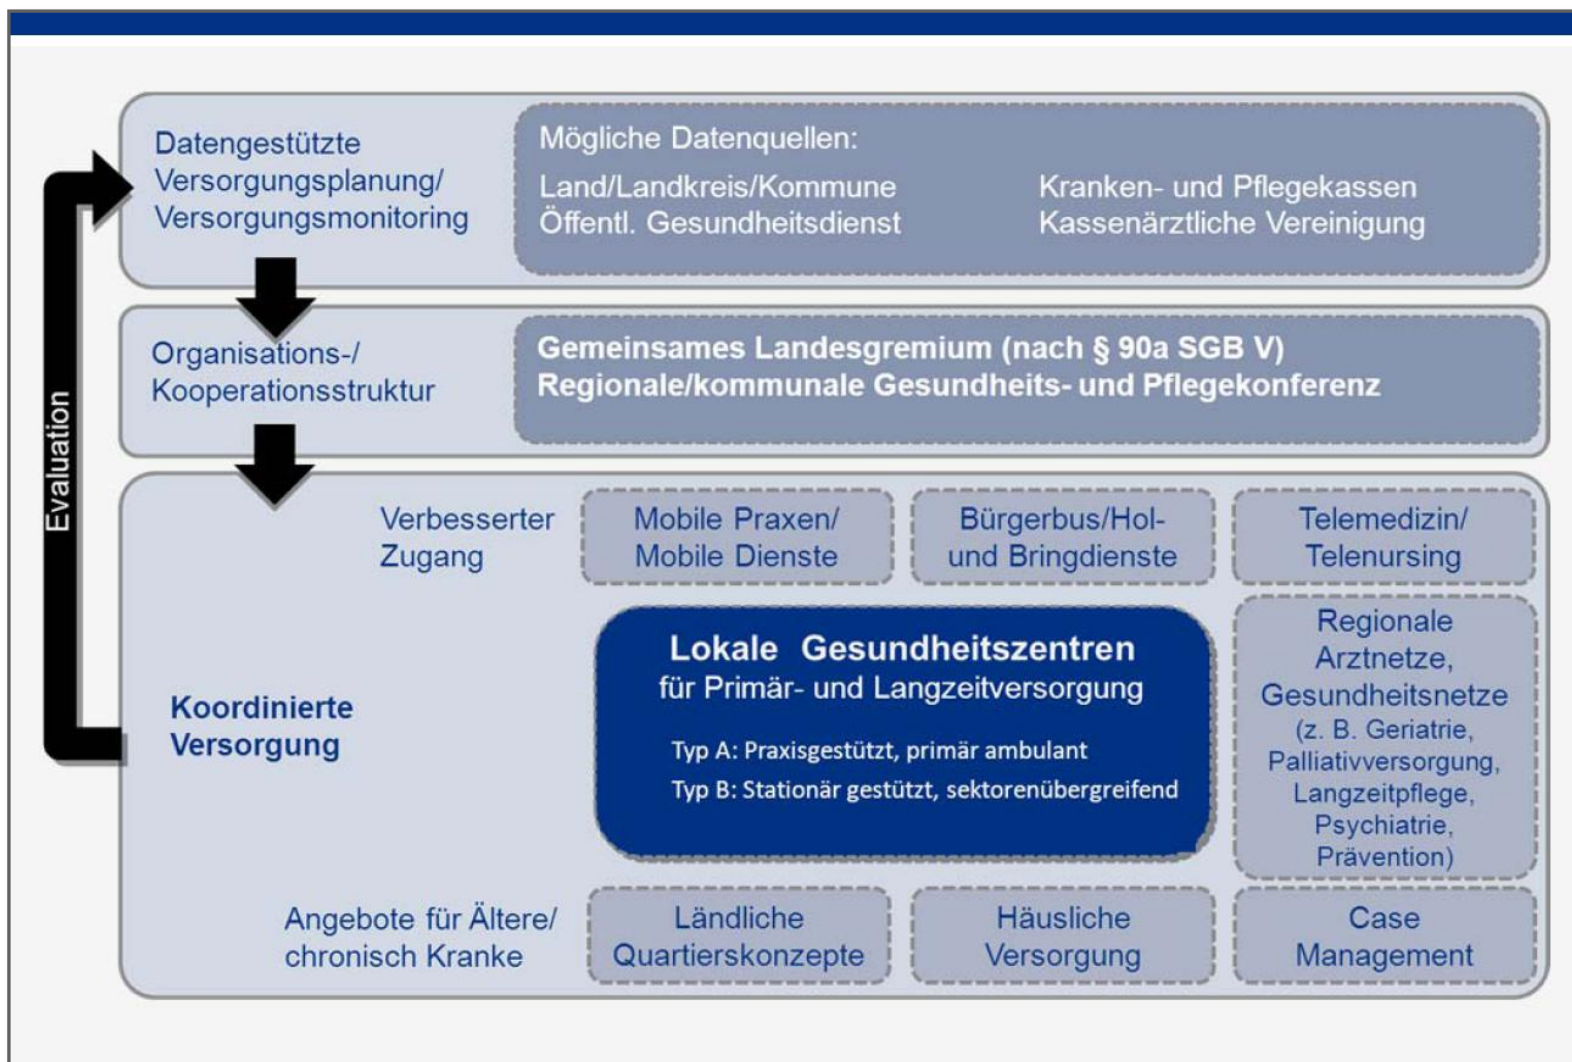 Datengestützte
Versorgungsplanung/
Versorgungsmonitoring
Mögliche Datenquellen:
Land/Landkreis/Kommune
Öffentl. Gesundheitsdienst
Kranken- und Pflegekassen
Kassenärztliche Vereinigung
Organisations-/
Kooperationsstruktur
Gemeinsames Landesgremium (nach § 90a SGB V)
Regionale/kommunale Gesundheits- und Pflegekonferenz
Evaluation
Verbesserter
Zugang
Mobile Praxen/
Mobile Dienste
Bürgerbus/Hol-
und Bringdienste
Telemedizin/
Telenursing
Koordinierte
Versorgung
Lokale Gesundheitszentren
für Primär- und Langzeitversorgung
Typ A: Praxisgestützt, primär ambulant
Typ B: Stationär gestützt, sektorenübergreifend
Regionale
Arztnetze,
Gesundheitsnetze
(z. B. Geriatrie,
Palliativversorgung,
Langzeitpflege,
Psychiatrie,
Prävention)
Angebote für Ältere/
chronisch Kranke
Ländliche
Quartierskonzepte
Häusliche
Versorgung
Case
Management